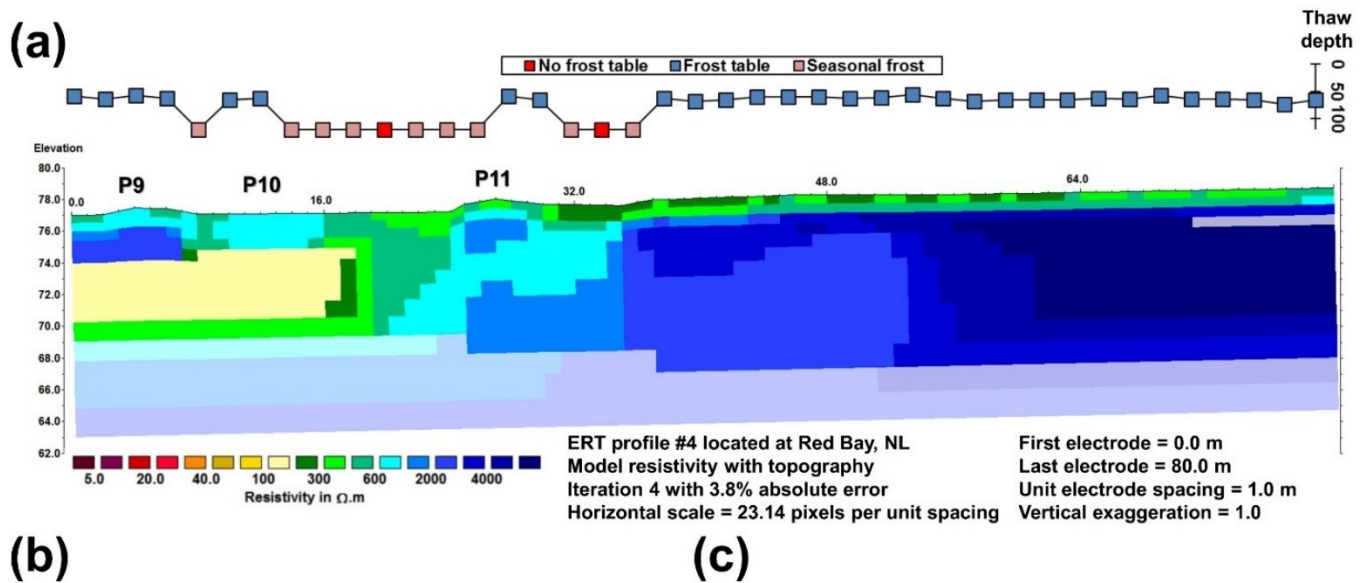 (a)
Thaw
depth
0
50
100
No frost table
Frost table
Seasonal frost
Elevation
80.0
78.0
76.0
74.0
72.0
70.0
68.0
66.0
64.0
62.0
P9
P10
P11
0.0
16.0
32.0
48.0
64.0
5.0 20.0 40.0 100 300 600 2000 4000
Resistivity in Ω.m
ERT profile #4 located at Red Bay, NL
Model resistivity with topography
Iteration 4 with 3.8% absolute error
Horizontal scale = 23.14 pixels per unit spacing
First electrode = 0.0 m
Last electrode = 80.0 m
Unit electrode spacing = 1.0 m
Vertical exaggeration = 1.0
(b)
(c)